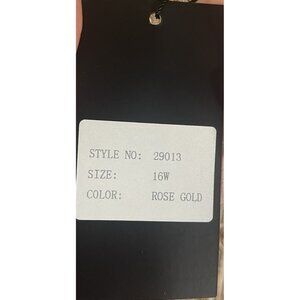 STYLE NO: 29013
SIZE: 16W
COLOR: ROSE GOLD